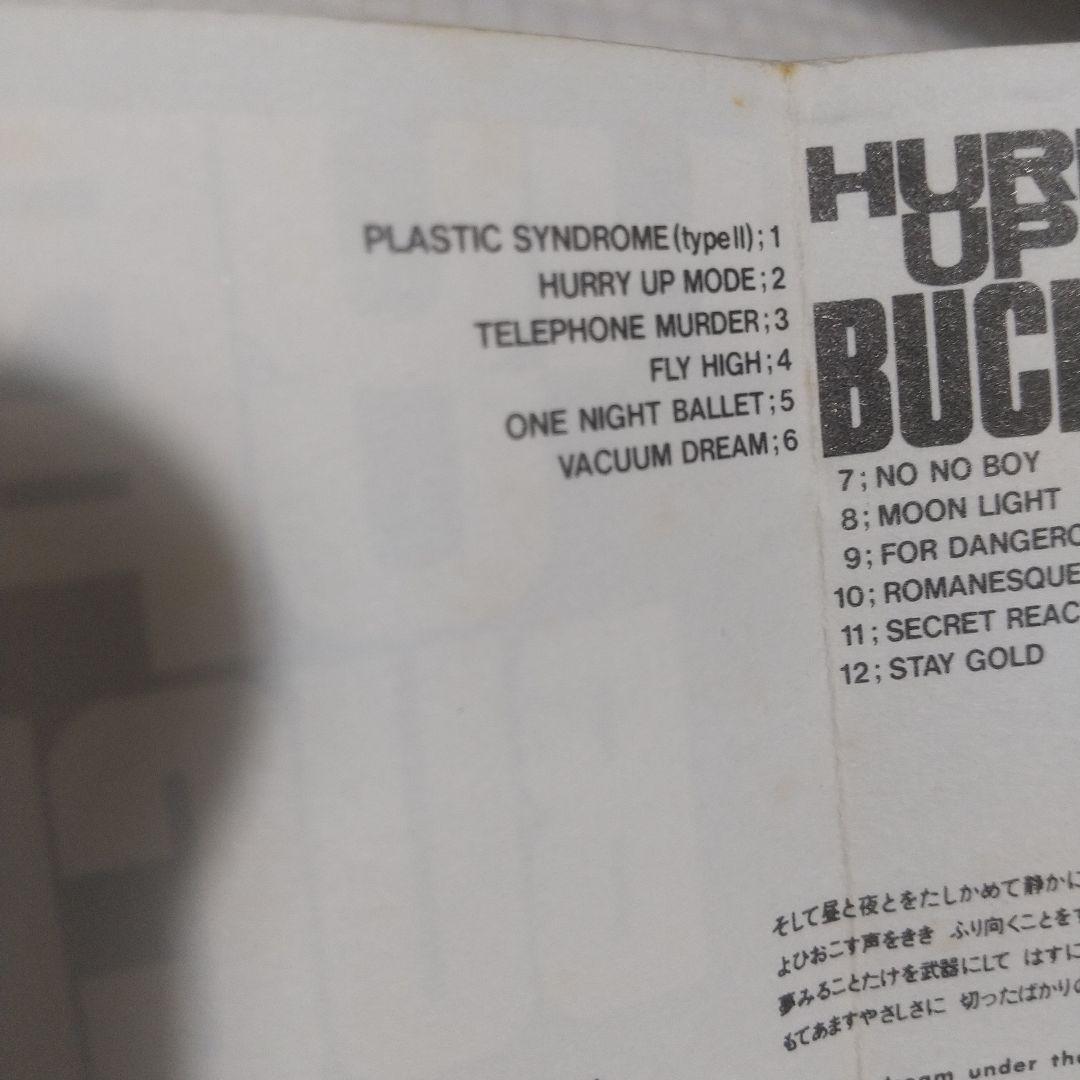 PLASTIC SYNDROME(typeII);1
HURRY UP MODE;2
TELEPHONE MURDER;3
FLY HIGH;4
ONE NIGHT BALLET;5
VACUUM DREAM;6
HUR
UP
BUC
7;NO NO BOY
8;MOON LIGHT
9;FOR DANGERO
10;ROMANESQUE
11;SECRET REAC
12;STAY GOLD
そして昼と夜とをたしかめて静かに
よびおこす声をきき ふり向くことを
夢みることたけを武器にして はすに
もてあますやさしさに 切ったばかりの
under the